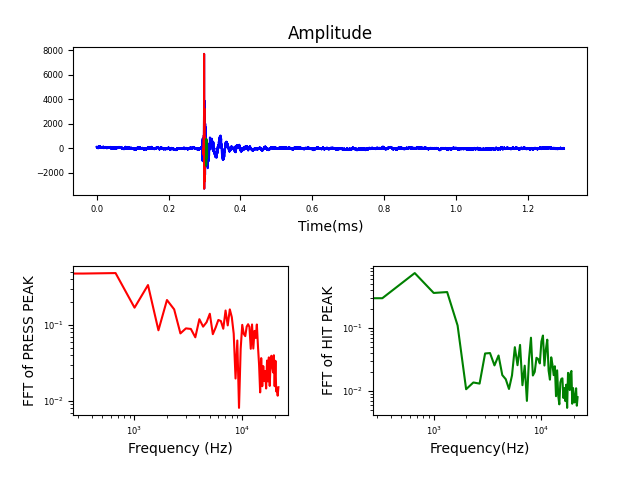 Amplitude
8000
6000
4000
2000
0
−2000
0.0 0.2 0.4 0.6 0.8 1.0 1.2
Time(ms)
FFT of PRESS PEAK
10⁻¹
10⁻²
10³ 10⁴
Frequency (Hz)
FFT of HIT PEAK
10⁻¹
10⁻²
10³ 10⁴
Frequency(Hz)